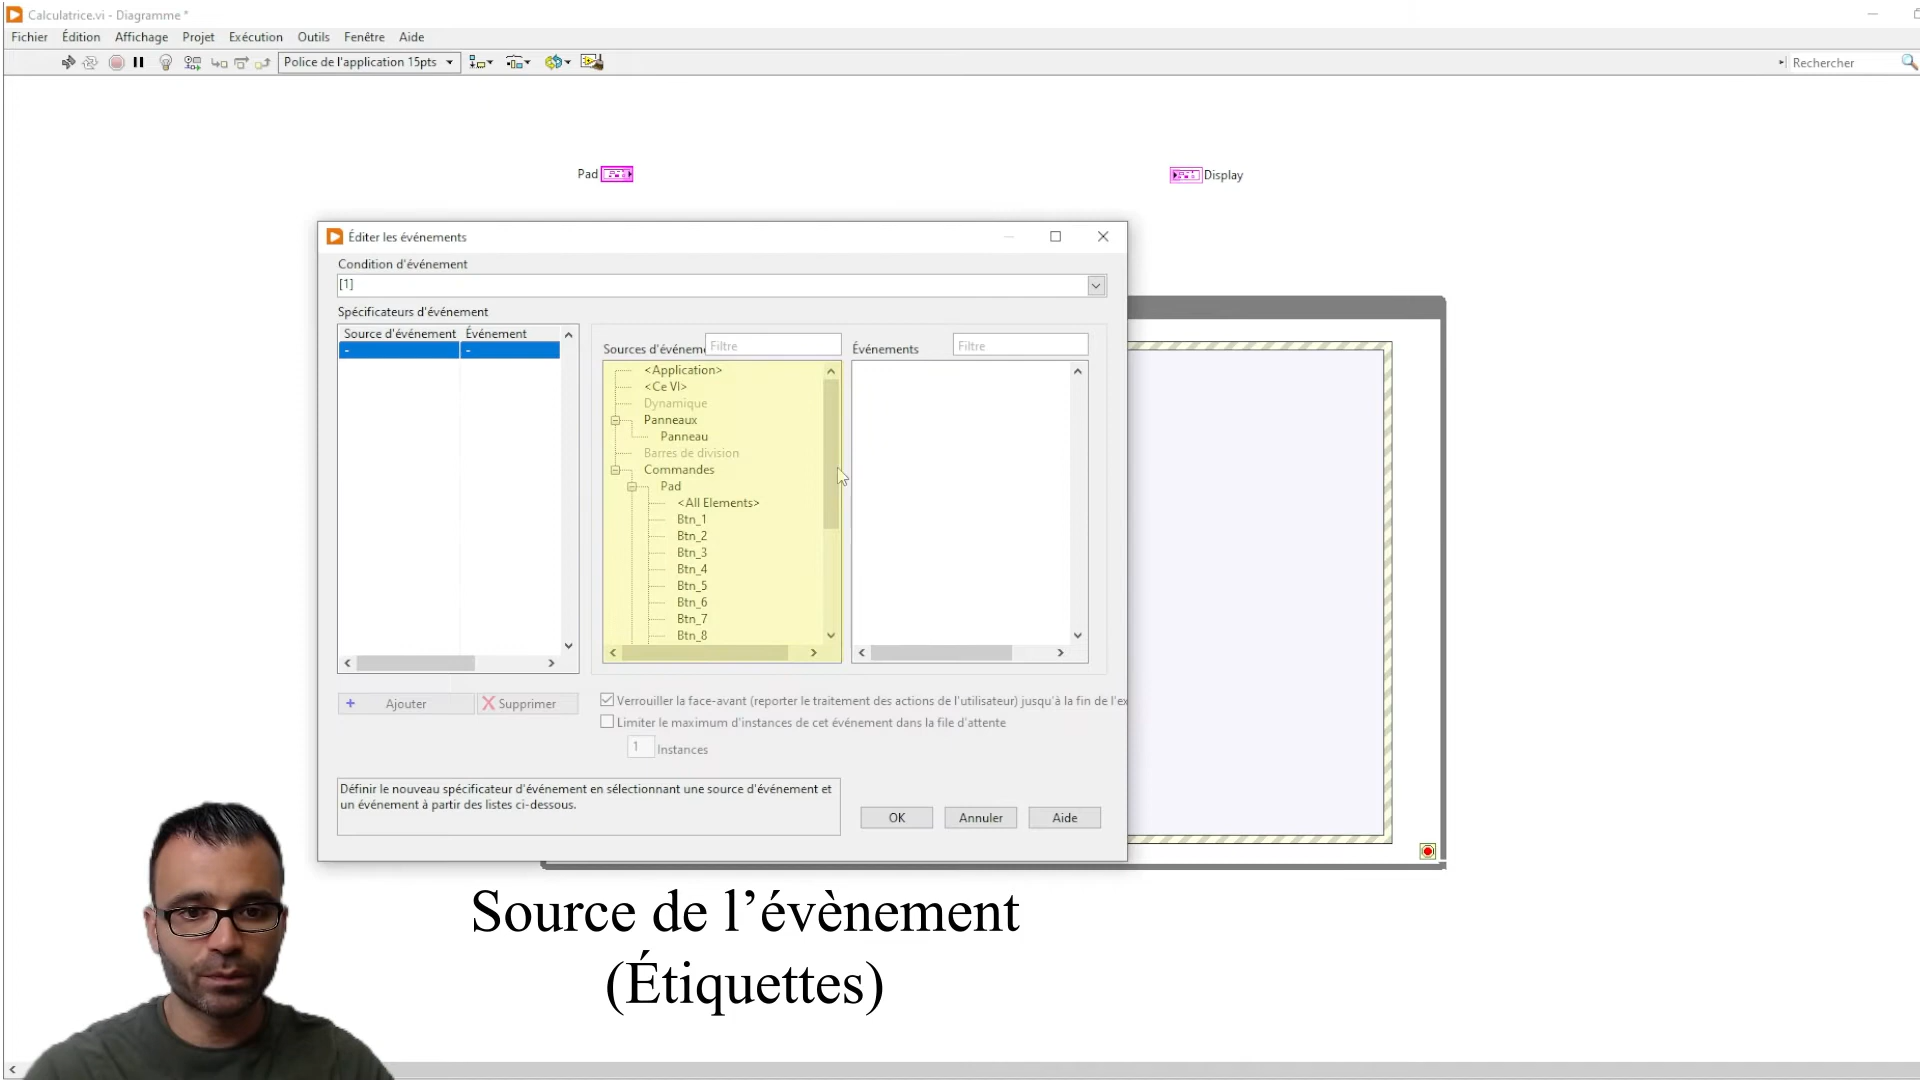 Calculatrice.vi - Diagramme *
Fichier Édition Affichage Projet Exécution Outils Fenêtre Aide
Police de l'application 15pts
Rechercher
Pad
Display
Éditer les événements
Condition d'événement
[1]
Spécificateurs d'événement
Source d'événement Événement
- -
Sources d'événeme
Filtre
Événements
Filtre
<Application>
<Ce VI>
Dynamique
Panneaux
Panneau
Barres de division
Commandes
Pad
<All Elements>
Btn_1
Btn_2
Btn_3
Btn_4
Btn_5
Btn_6
Btn_7
Btn_8
Ajouter
Supprimer
Verrouiller la face-avant (reporter le traitement des actions de l'utilisateur) jusqu'à la fin de l'ex
Limiter le maximum d'instances de cet événement dans la file d'attente
1 Instances
Définir le nouveau spécificateur d'événement en sélectionnant une source d'événement et
un événement à partir des listes ci-dessous.
OK Annuler Aide
Source de l’évènement
(Étiquettes)